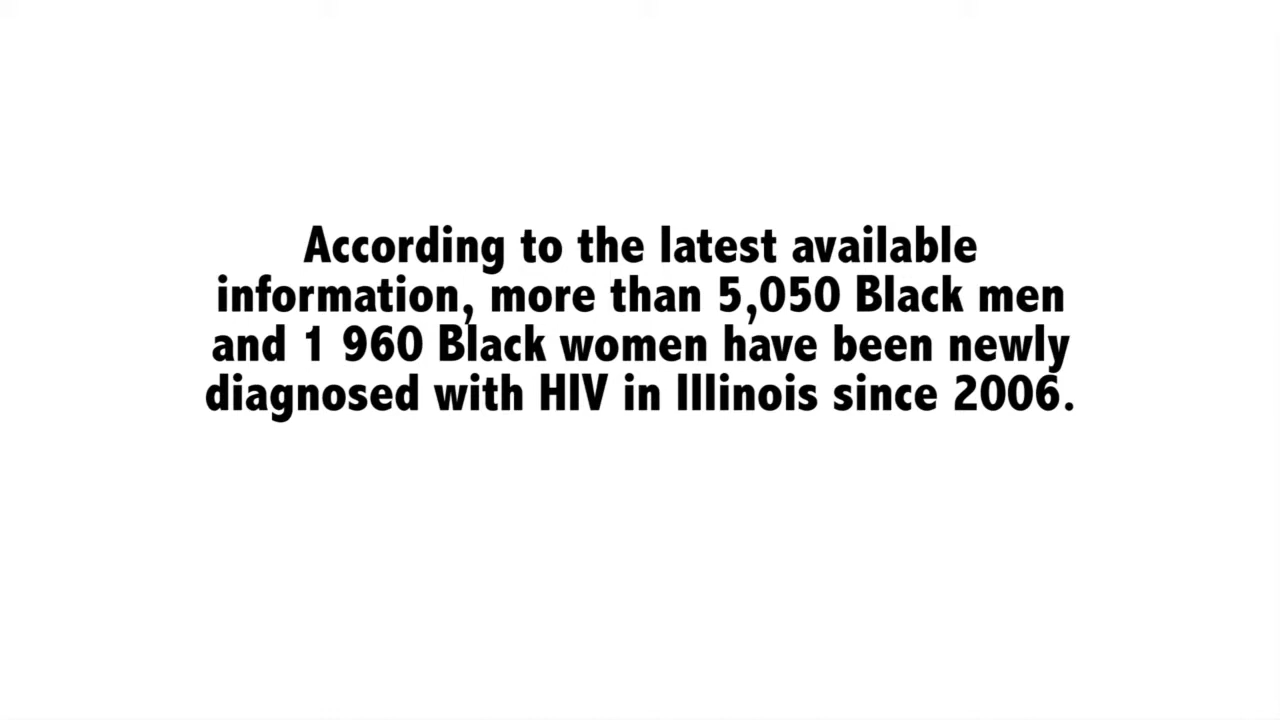 According to the latest available
information, more than 5,050 Black men
and 1 960 Black women have been newly
diagnosed with HIV in Illinois since 2006.